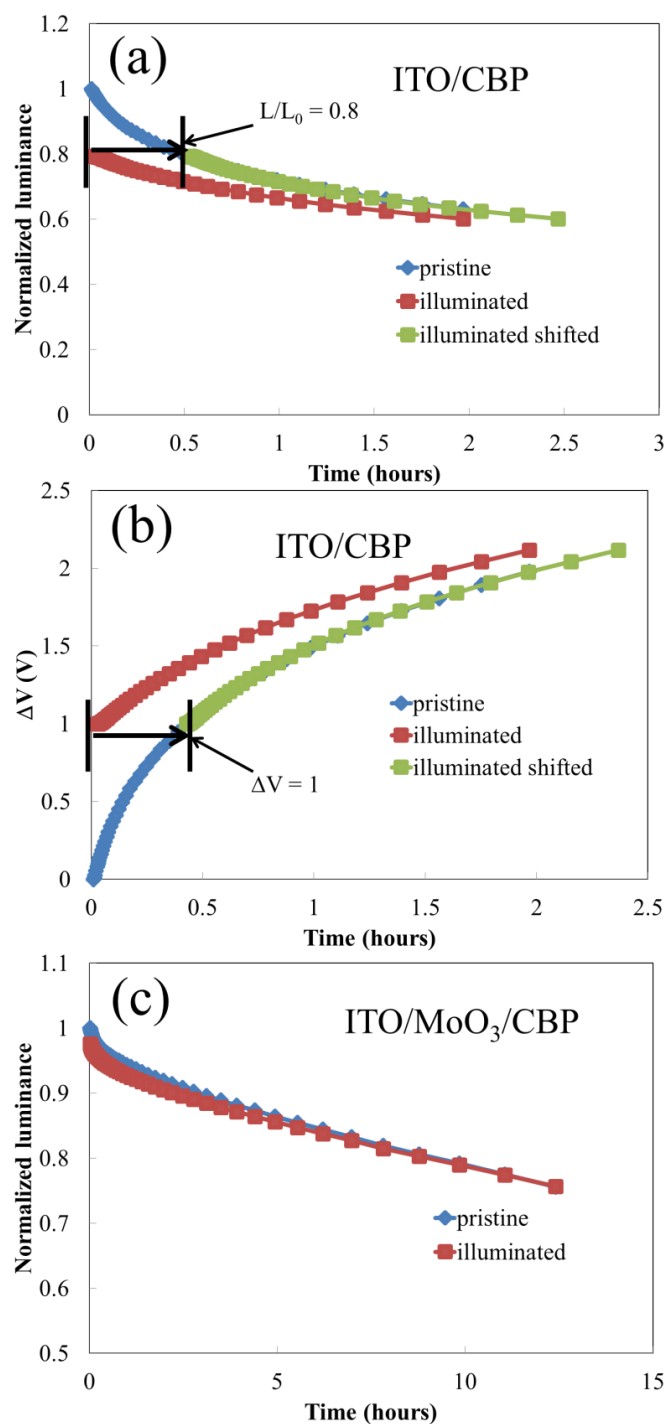 (a)
ITO/CBP
L/L₀ = 0.8
Normalized luminance
1.2
1
0.8
0.6
0.4
0.2
0
pristine
illuminated
illuminated shifted
0 0.5 1 1.5 2 2.5 3
Time (hours)
(b)
ITO/CBP
ΔV (V)
2.5
2
1.5
1
0.5
0
pristine
illuminated
illuminated shifted
ΔV = 1
0 0.5 1 1.5 2 2.5
Time (hours)
(c)
ITO/MoO₃/CBP
Normalized luminance
1.1
1
0.9
0.8
0.7
0.6
0.5
pristine
illuminated
0 5 10 15
Time (hours)